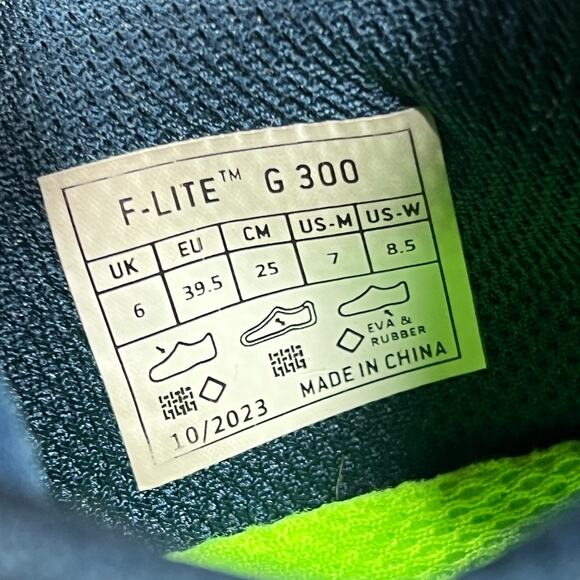 F-LITE™ G 300
UK EU CM US-M US-W
6 39.5 25 7 8.5
EVA &
RUBBER
10/2023 MADE IN CHINA